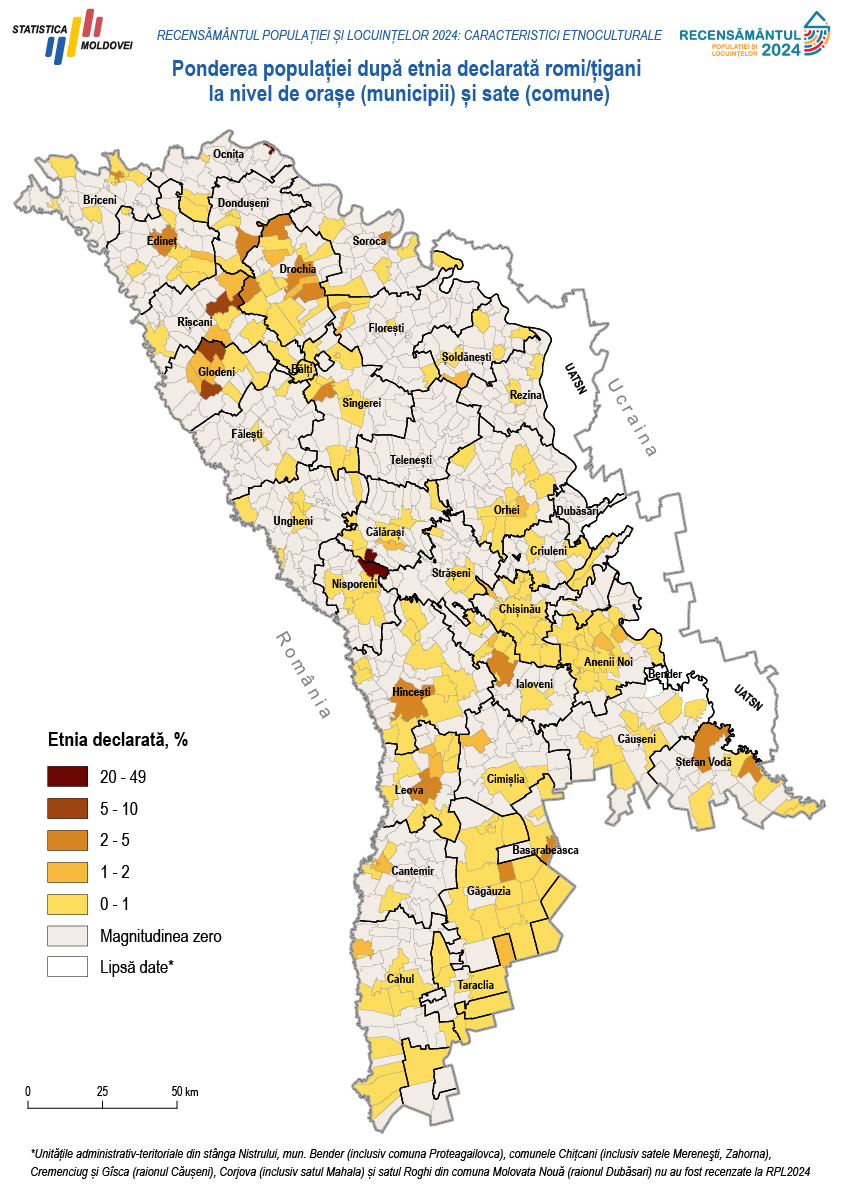 STATISTICA
MOLDOVEI
RECENSĂMÂNTUL POPULAȚIEI ȘI LOCUINȚELOR 2024: CARACTERISTICI ETNOCULTURALE
RECENSĂMÂNTUL
POPULAȚIEI ȘI
LOCUINȚELOR
2024
Ponderea populației după etnia declarată romi/țigani
la nivel de orașe (municipii) și sate (comune)
Ocnița
Briceni
Dondușeni
Edineț
Soroca
Drochia
Rîșcani
Florești
Șoldănești
Glodeni
Bălți
UATSN
Ucraina
Rezina
Sîngerei
Fălești
Telenești
Orhei
Dubăsari
Ungheni
Călărași
Criuleni
Strășeni
Nisporeni
Chișinău
România
Anenii Noi
Bender
Ialoveni
Hîncești
UATSN
Căușeni
Ștefan Vodă
Cimișlia
Leova
Basarabeasca
Cantemir
Găgăuzia
Cahul
Taraclia
Etnia declarată, %
20 - 49
5 - 10
2 - 5
1 - 2
0 - 1
Magnitudinea zero
Lipsă date*
0 25 50 km
*Unitățile administrativ-teritoriale din stânga Nistrului, mun. Bender (inclusiv comuna Proteagailovca), comunele Chițcani (inclusiv satele Merenești, Zahorna),
Cremenciug și Gîsca (raionul Căușeni), Corjova (inclusiv satul Mahala) și satul Roghi din comuna Molovata Nouă (raionul Dubăsari) nu au fost recenzate la RPL2024